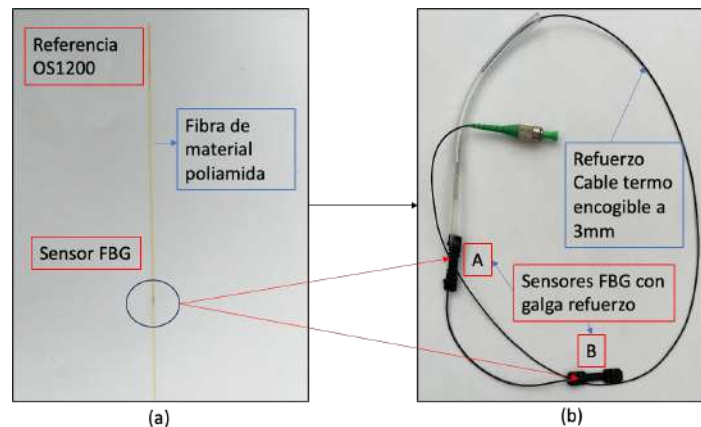 Referencia
OS1200
Fibra de
material
poliamida
Sensor FBG
(a)
Refuerzo
Cable termo
encogible a
3mm
A
Sensores FBG con
galga refuerzo
B
(b)